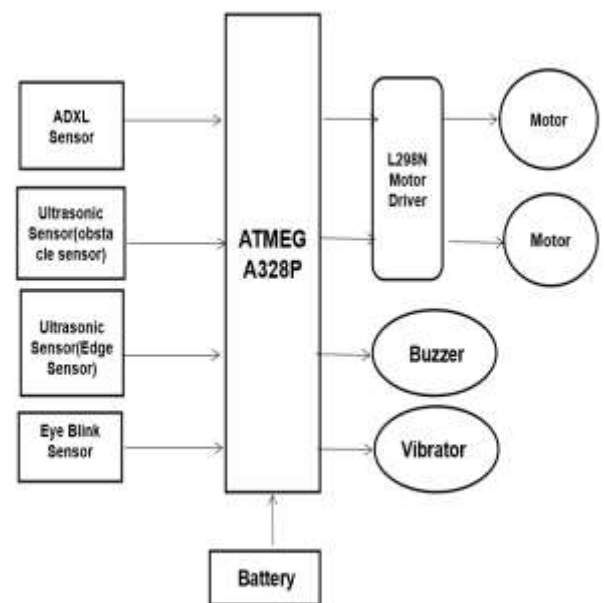 ADXL
Sensor
Ultrasonic
Sensor(obsta
cle sensor)
Ultrasonic
Sensor(Edge
Sensor)
Eye Blink
Sensor
ATMEG
A328P
Battery
L298N
Motor
Driver
Motor
Motor
Buzzer
Vibrator